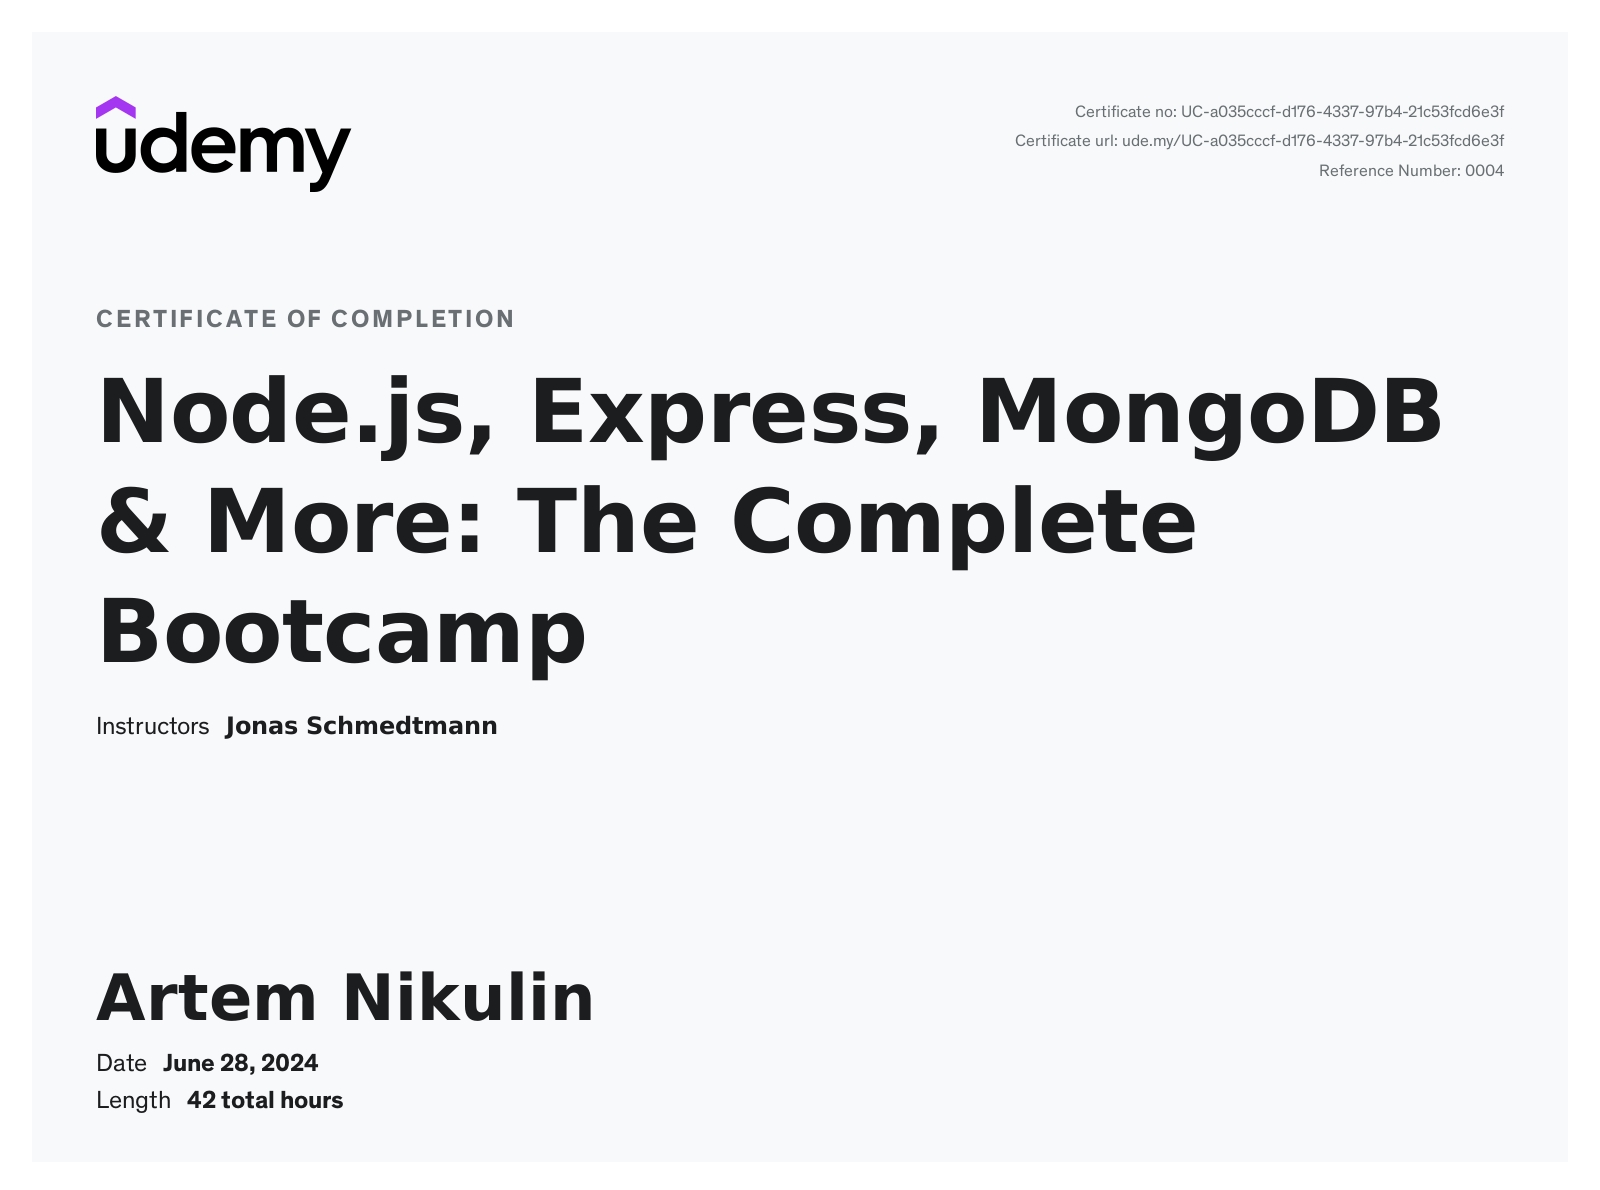 udemy
Certificate no: UC-a035cccf-d176-4337-97b4-21c53fcd6e3f
Certificate url: ude.my/UC-a035cccf-d176-4337-97b4-21c53fcd6e3f
Reference Number: 0004
CERTIFICATE OF COMPLETION
Node.js, Express, MongoDB
& More: The Complete
Bootcamp
Instructors Jonas Schmedtmann
Artem Nikulin
Date June 28, 2024
Length 42 total hours